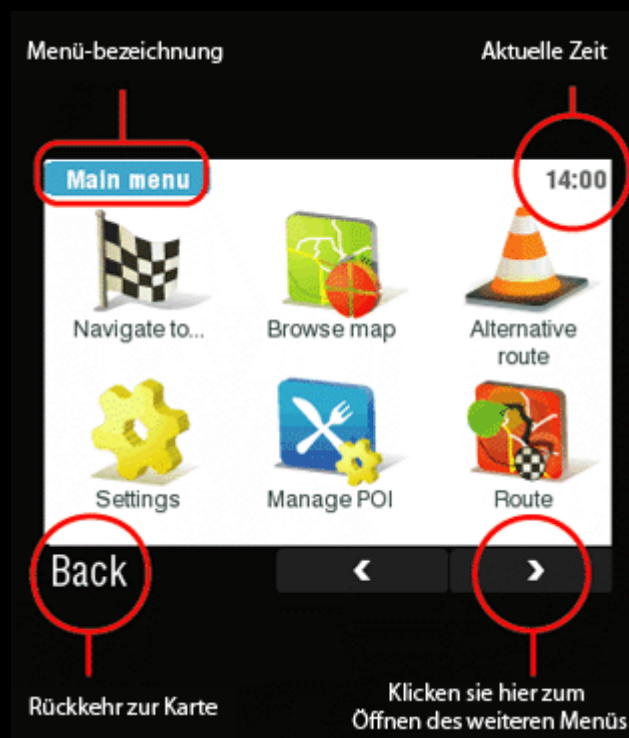 Menü-bezeichnung
Aktuelle Zeit
Main menu
14:00
Navigate to...
Browse map
Alternative
route
Settings
Manage POI
Route
Back
Rückkehr zur Karte
Klicken sie hier zum
Öffnen des weiteren Menüs